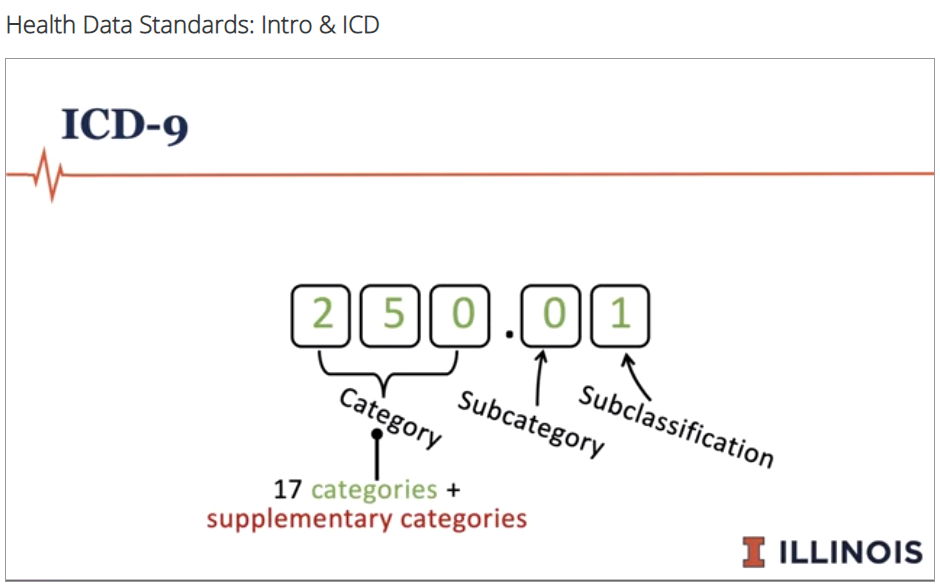 Health Data Standards: Intro & ICD
ICD-9
2 5 0 . 0 1
Category
Subcategory
Subclassification
17 categories +
supplementary categories
I ILLINOIS